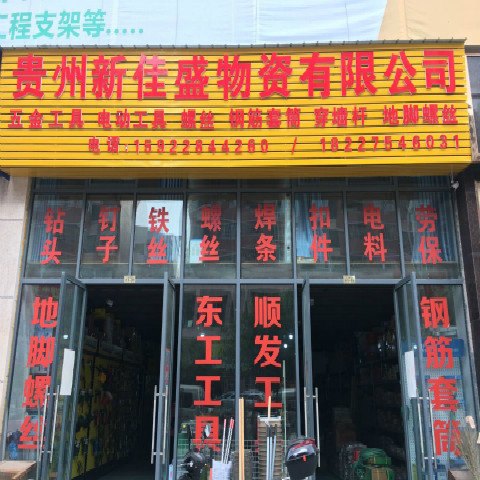 工程支架等.....
贵州新佳盛物资有限公司
五金工具 电动工具 螺丝 钢筋套筒 穿墙杆 地脚螺丝
电话:15922844260 / 18227546031
钻头 钉子 铁丝 螺丝 焊条 扣件 电料 劳保
地脚螺丝
东工工具
顺发工
钢筋套筒